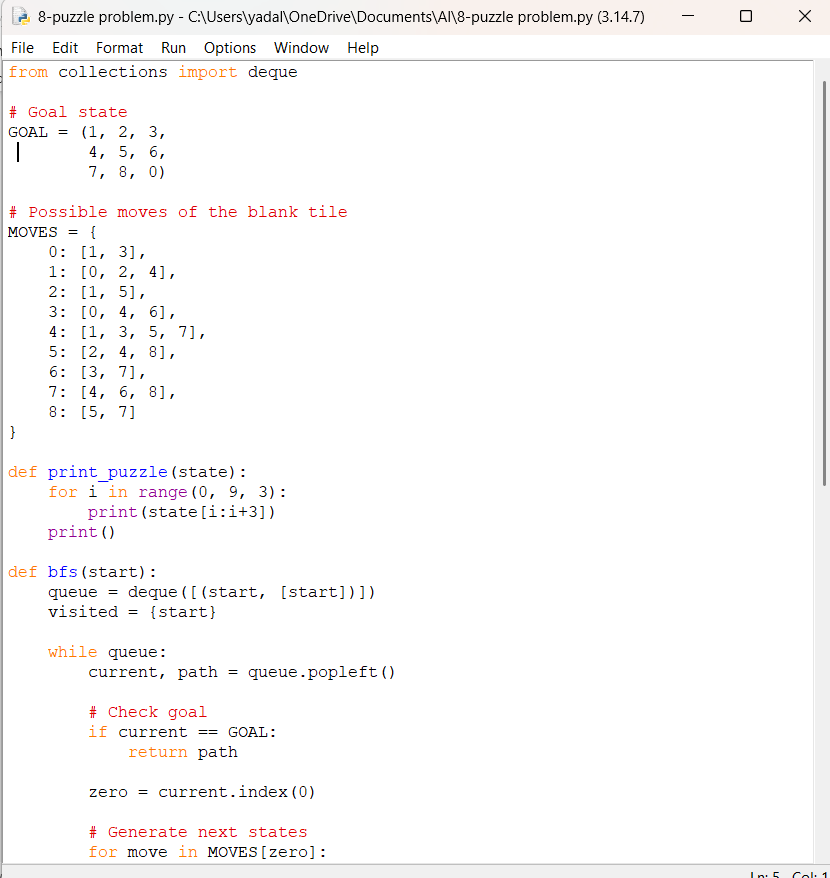 8-puzzle problem.py - C:\Users\yadal\OneDrive\Documents\AI\8-puzzle problem.py (3.14.7)
File Edit Format Run Options Window Help
from collections import deque

# Goal state
GOAL = (1, 2, 3,
        4, 5, 6,
        7, 8, 0)

# Possible moves of the blank tile
MOVES = {
    0: [1, 3],
    1: [0, 2, 4],
    2: [1, 5],
    3: [0, 4, 6],
    4: [1, 3, 5, 7],
    5: [2, 4, 8],
    6: [3, 7],
    7: [4, 6, 8],
    8: [5, 7]
}

def print_puzzle(state):
    for i in range(0, 9, 3):
        print(state[i:i+3])
    print()

def bfs(start):
    queue = deque([(start, [start])])
    visited = {start}

    while queue:
        current, path = queue.popleft()

        # Check goal
        if current == GOAL:
            return path

        zero = current.index(0)

        # Generate next states
        for move in MOVES[zero]:
Ln: 5 Col: 1